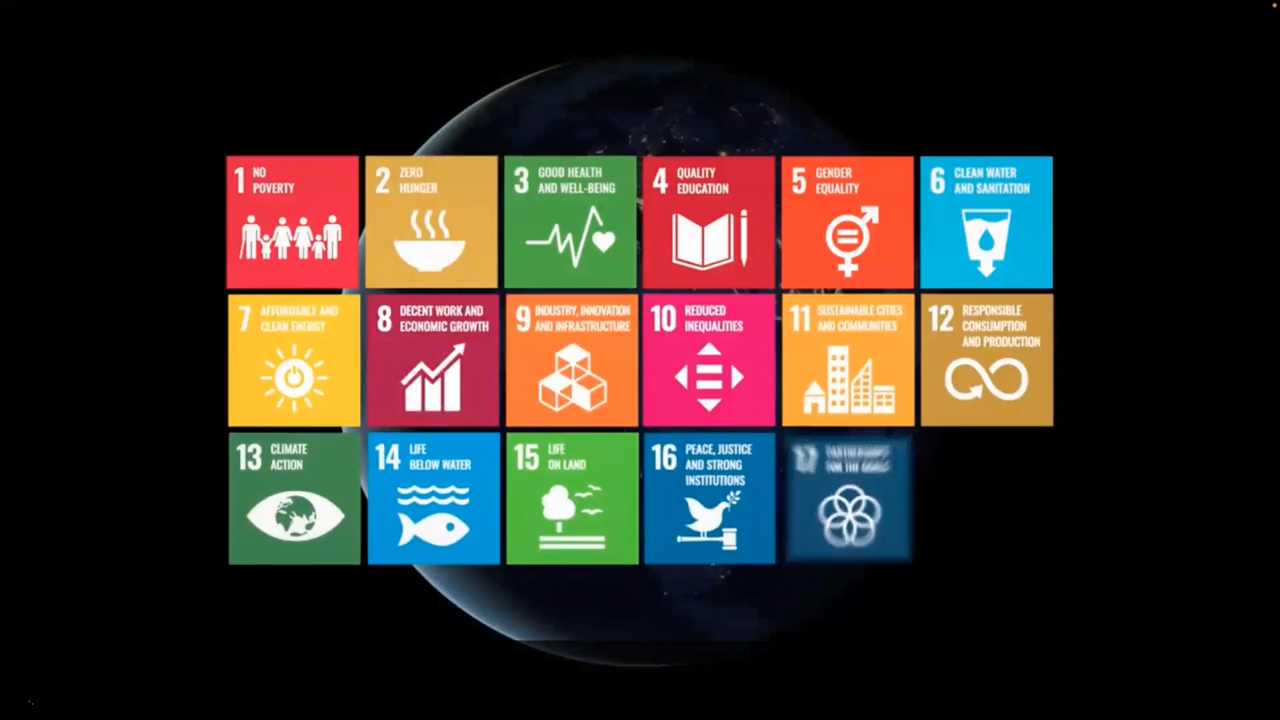 1 NO
POVERTY
2 ZERO
HUNGER
3 GOOD HEALTH
AND WELL-BEING
4 QUALITY
EDUCATION
5 GENDER
EQUALITY
6 CLEAN WATER
AND SANITATION
7 AFFORDABLE AND
CLEAN ENERGY
8 DECENT WORK AND
ECONOMIC GROWTH
9 INDUSTRY, INNOVATION
AND INFRASTRUCTURE
10 REDUCED
INEQUALITIES
11 SUSTAINABLE CITIES
AND COMMUNITIES
12 RESPONSIBLE
CONSUMPTION
AND PRODUCTION
13 CLIMATE
ACTION
14 LIFE
BELOW WATER
15 LIFE
ON LAND
16 PEACE, JUSTICE
AND STRONG
INSTITUTIONS